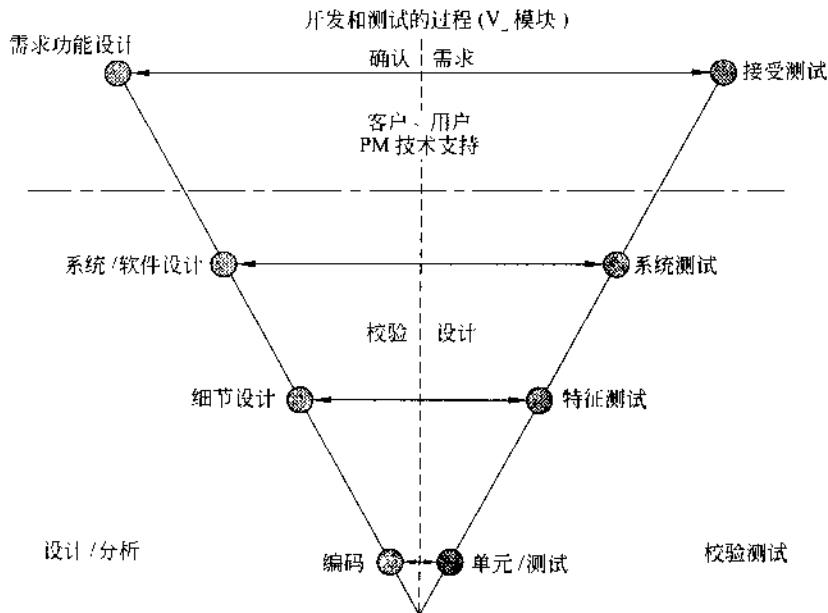 开发和测试的过程(V_模块)
需求功能设计
确认 需求
接受测试
客户、用户
PM 技术支持
系统/软件设计
系统测试
校验 设计
细节设计
特征测试
设计/分析
编码
单元/测试
校验测试